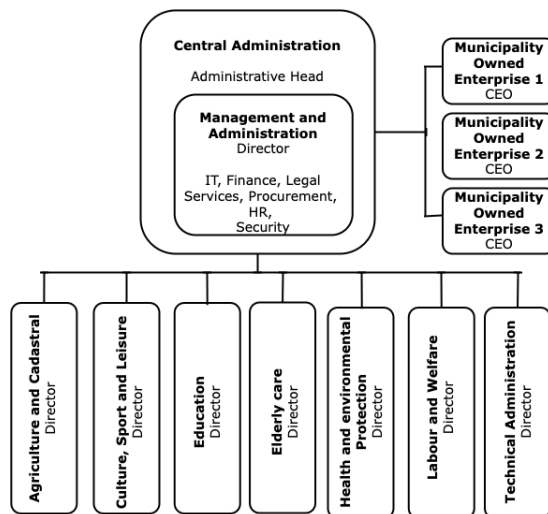 Central Administration
Administrative Head
Management and
Administration
Director
IT, Finance, Legal
Services, Procurement,
HR,
Security
Municipality
Owned
Enterprise 1
CEO
Municipality
Owned
Enterprise 2
CEO
Municipality
Owned
Enterprise 3
CEO
Agriculture and Cadastral
Director
Culture, Sport and Leisure
Director
Education
Director
Elderly care
Director
Health and environmental
Protection
Director
Labour and Welfare
Director
Technical Administration
Director